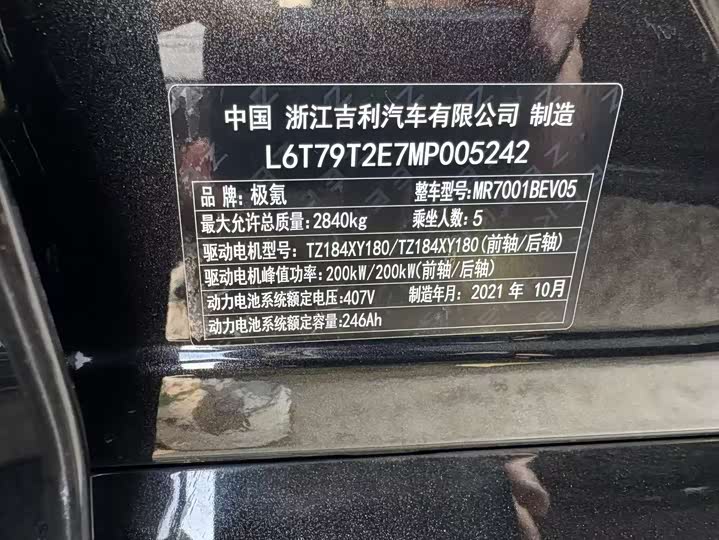 中国 浙江吉利汽车有限公司 制造
L6T79T2E7MP005242
品 牌:极氪 整车型号:MR7001BEV05
最大允许总质量:2840kg 乘坐人数:5
驱动电机型号: TZ184XY180/TZ184XY180(前轴/后轴)
驱动电机峰值功率:200kW/200kW(前轴/后轴)
动力电池系统额定电压:407V 制造年月: 2021 年 10月
动力电池系统额定容量:246Ah